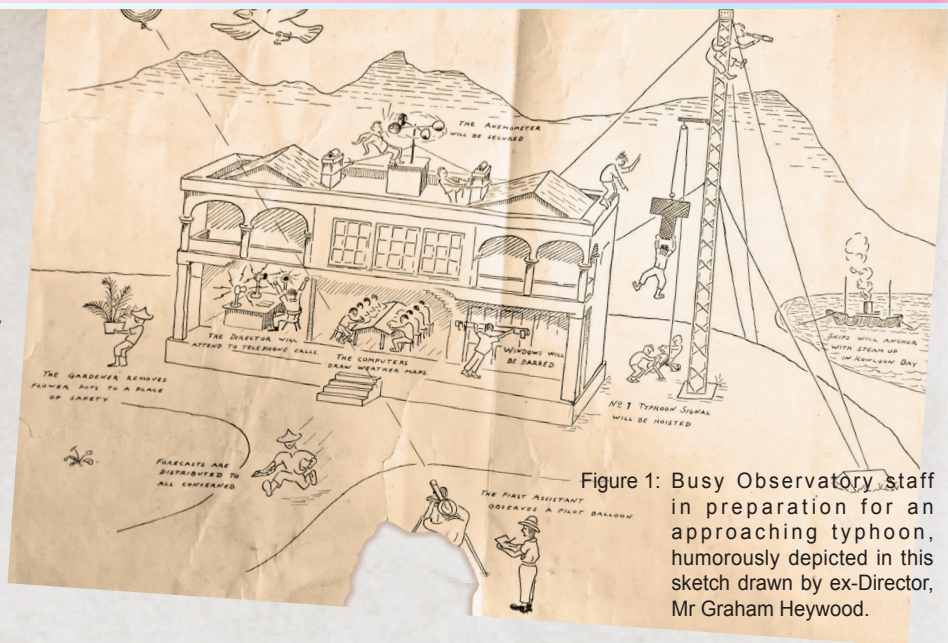 THE ANEMOMETER
WILL BE SECURED
THE DIRECTOR WILL
ATTEND TO TELEPHONE CALLS.
THE COMPUTERS
DRAW WEATHER MAPS
WINDOWS WILL
BE BARRED
SHIPS WILL ANCHOR
WITH STEAM UP
IN KOWLOON BAY
THE GARDENER REMOVES
FLOWER POTS TO A PLACE
OF SAFETY
Nº 1 TYPHOON SIGNAL
WILL BE HOISTED
FORECASTS ARE
DISTRIBUTED TO
ALL CONCERNED
THE FIRST ASSISTANT
OBSERVES A PILOT BALLOON
Figure 1: Busy Observatory staff
in preparation for an
approaching typhoon,
humorously depicted in this
sketch drawn by ex-Director,
Mr Graham Heywood.